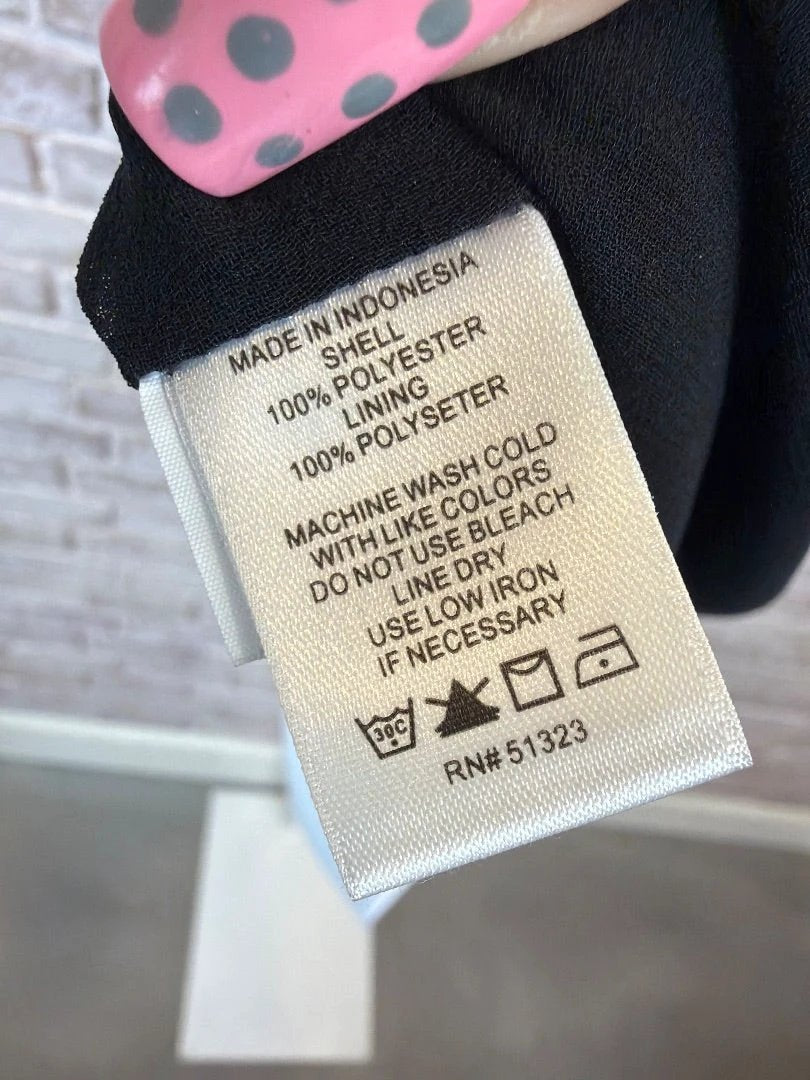 MADE IN INDONESIA
SHELL
100% POLYESTER
LINING
100% POLYSETER
MACHINE WASH COLD
WITH LIKE COLORS
DO NOT USE BLEACH
LINE DRY
USE LOW IRON
IF NECESSARY
30C
RN# 51323